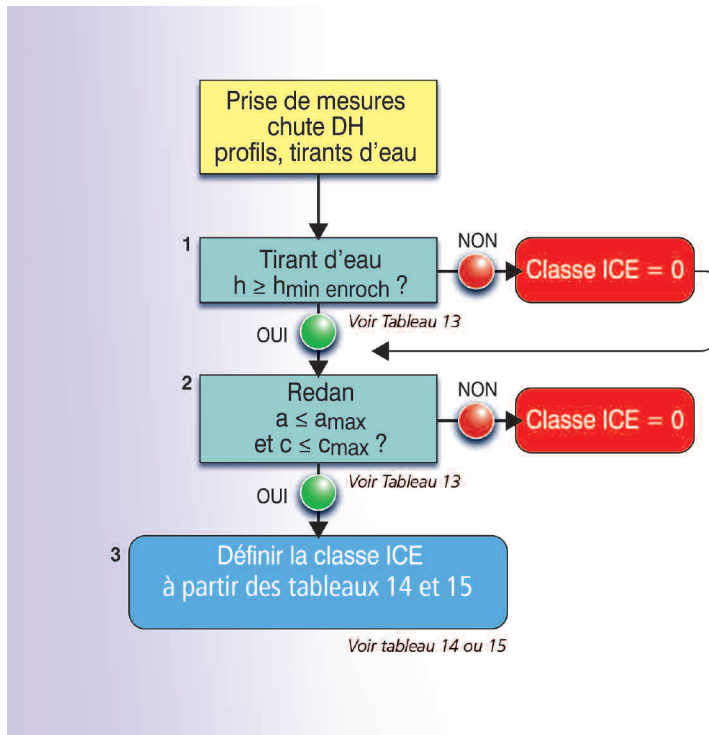 Prise de mesures
chute DH
profils, tirants d'eau
1
Tirant d'eau
h ≥ hmin enroch ?
NON
Classe ICE = 0
Voir Tableau 13
OUI
2
Redan
a ≤ amax
et c ≤ cmax ?
NON
Classe ICE = 0
Voir Tableau 13
OUI
3
Définir la classe ICE
à partir des tableaux 14 et 15
Voir tableau 14 ou 15